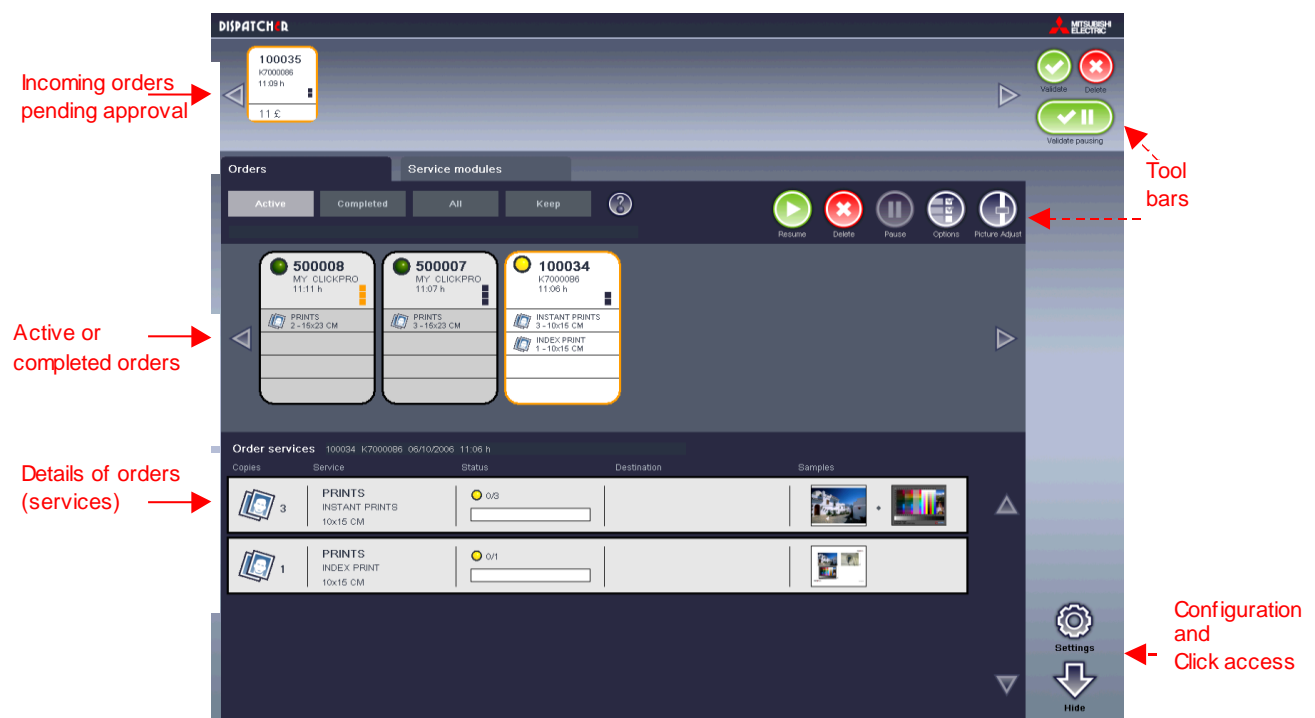 DISPATCHER
MITSUBISHI
ELECTRIC
Incoming orders
pending approval
100035
K7000086
11:09 h
11 £
Validate
Delete
Validate pausing
Tool
bars
Orders
Service modules
Active
Completed
All
Keep
?
Resume
Delete
Pause
Options
Picture Adjust
Active or
completed orders
500008
MY CLICKPRO
11:11 h
PRINTS
2 - 15x23 CM
500007
MY CLICKPRO
11:07 h
PRINTS
3 - 15x23 CM
100034
K7000086
11:06 h
INSTANT PRINTS
3 - 10x15 CM
INDEX PRINT
1 - 10x15 CM
Details of orders
(services)
Order services 100034 K7000086 06/10/2006 11:06 h
Copies Service Status Destination Samples
3
PRINTS
INSTANT PRINTS
10x15 CM
0/3
1
PRINTS
INDEX PRINT
10x15 CM
0/1
Configuration
and
Click access
Settings
Hide